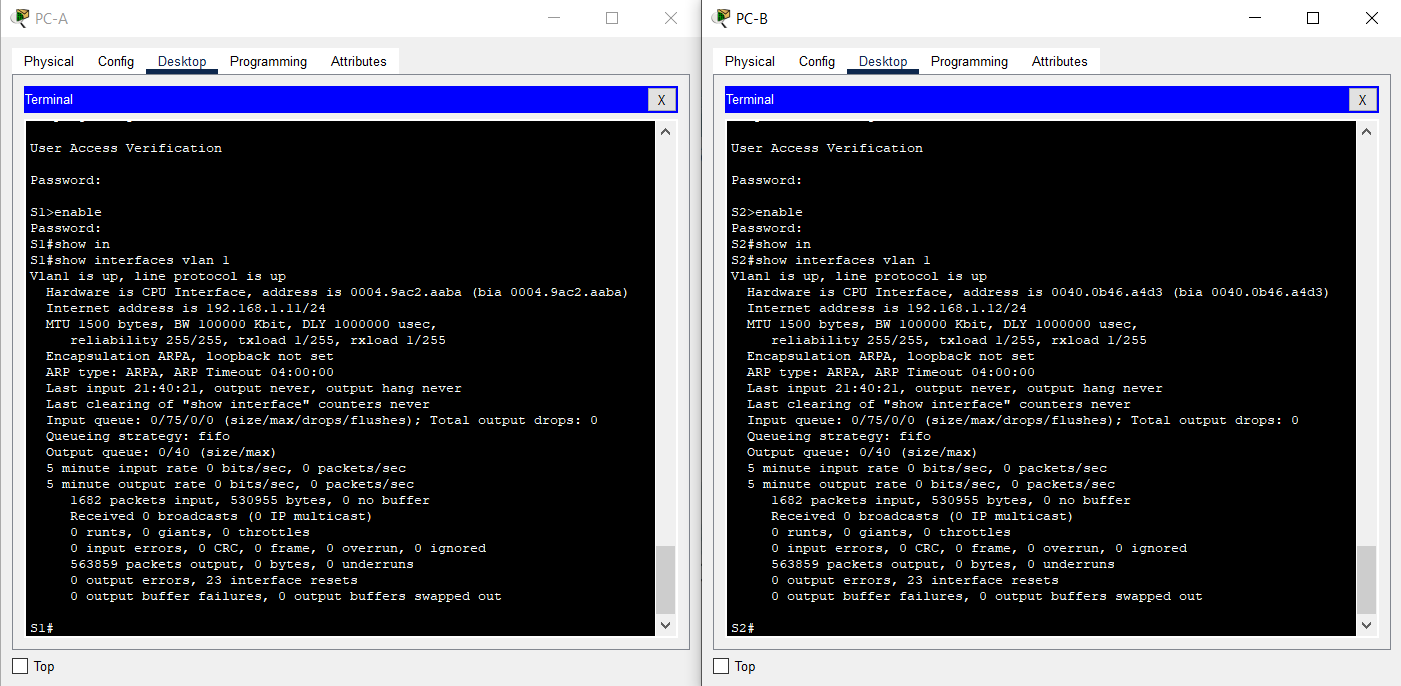 PC-A
Physical Config Desktop Programming Attributes
Terminal X
User Access Verification
Password:
S1>enable
Password:
S1#show in
S1#show interfaces vlan 1
Vlan1 is up, line protocol is up
Hardware is CPU Interface, address is 0004.9ac2.aaba (bia 0004.9ac2.aaba)
Internet address is 192.168.1.11/24
MTU 1500 bytes, BW 100000 Kbit, DLY 1000000 usec,
reliability 255/255, txload 1/255, rxload 1/255
Encapsulation ARPA, loopback not set
ARP type: ARPA, ARP Timeout 04:00:00
Last input 21:40:21, output never, output hang never
Last clearing of "show interface" counters never
Input queue: 0/75/0/0 (size/max/drops/flushes); Total output drops: 0
Queueing strategy: fifo
Output queue: 0/40 (size/max)
5 minute input rate 0 bits/sec, 0 packets/sec
5 minute output rate 0 bits/sec, 0 packets/sec
1682 packets input, 530955 bytes, 0 no buffer
Received 0 broadcasts (0 IP multicast)
0 runts, 0 giants, 0 throttles
0 input errors, 0 CRC, 0 frame, 0 overrun, 0 ignored
563859 packets output, 0 bytes, 0 underruns
0 output errors, 23 interface resets
0 output buffer failures, 0 output buffers swapped out
S1#
Top
PC-B
Physical Config Desktop Programming Attributes
Terminal X
User Access Verification
Password:
S2>enable
Password:
S2#show in
S2#show interfaces vlan 1
Vlan1 is up, line protocol is up
Hardware is CPU Interface, address is 0040.0b46.a4d3 (bia 0040.0b46.a4d3)
Internet address is 192.168.1.12/24
MTU 1500 bytes, BW 100000 Kbit, DLY 1000000 usec,
reliability 255/255, txload 1/255, rxload 1/255
Encapsulation ARPA, loopback not set
ARP type: ARPA, ARP Timeout 04:00:00
Last input 21:40:21, output never, output hang never
Last clearing of "show interface" counters never
Input queue: 0/75/0/0 (size/max/drops/flushes); Total output drops: 0
Queueing strategy: fifo
Output queue: 0/40 (size/max)
5 minute input rate 0 bits/sec, 0 packets/sec
5 minute output rate 0 bits/sec, 0 packets/sec
1682 packets input, 530955 bytes, 0 no buffer
Received 0 broadcasts (0 IP multicast)
0 runts, 0 giants, 0 throttles
0 input errors, 0 CRC, 0 frame, 0 overrun, 0 ignored
563859 packets output, 0 bytes, 0 underruns
0 output errors, 23 interface resets
0 output buffer failures, 0 output buffers swapped out
S2#
Top